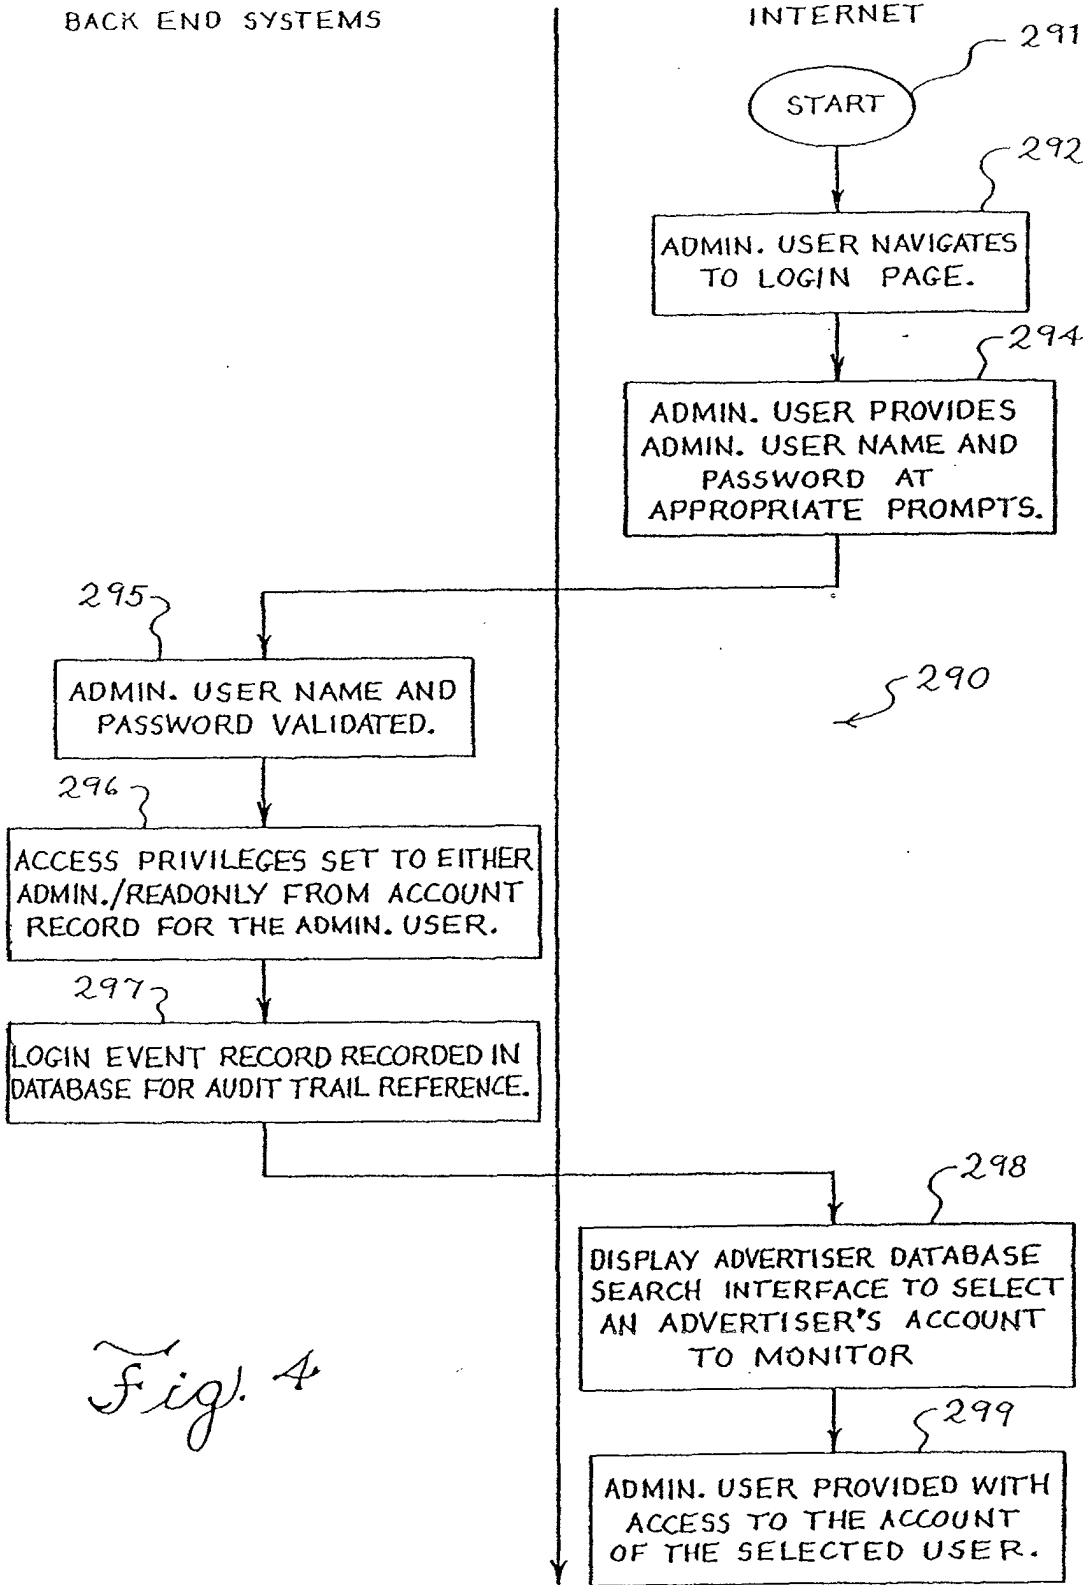 BACK END SYSTEMS
INTERNET
291
START
292
ADMIN. USER NAVIGATES
TO LOGIN PAGE.
294
ADMIN. USER PROVIDES
ADMIN. USER NAME AND
PASSWORD AT
APPROPRIATE PROMPTS.
295
ADMIN. USER NAME AND
PASSWORD VALIDATED.
290
296
ACCESS PRIVILEGES SET TO EITHER
ADMIN./READONLY FROM ACCOUNT
RECORD FOR THE ADMIN. USER.
297
LOGIN EVENT RECORD RECORDED IN
DATABASE FOR AUDIT TRAIL REFERENCE.
298
DISPLAY ADVERTISER DATABASE
SEARCH INTERFACE TO SELECT
AN ADVERTISER'S ACCOUNT
TO MONITOR
299
ADMIN. USER PROVIDED WITH
ACCESS TO THE ACCOUNT
OF THE SELECTED USER.
Fig. 4